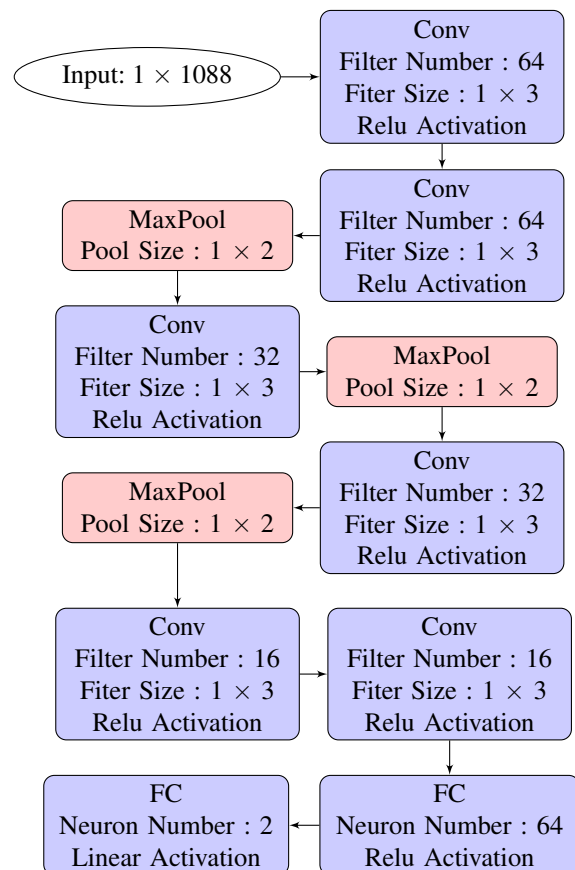 Input: 1 × 1088
Conv
Filter Number : 64
Fiter Size : 1 × 3
Relu Activation
Conv
Filter Number : 64
Fiter Size : 1 × 3
Relu Activation
MaxPool
Pool Size : 1 × 2
Conv
Filter Number : 32
Fiter Size : 1 × 3
Relu Activation
MaxPool
Pool Size : 1 × 2
Conv
Filter Number : 32
Fiter Size : 1 × 3
Relu Activation
MaxPool
Pool Size : 1 × 2
Conv
Filter Number : 16
Fiter Size : 1 × 3
Relu Activation
Conv
Filter Number : 16
Fiter Size : 1 × 3
Relu Activation
FC
Neuron Number : 64
Relu Activation
FC
Neuron Number : 2
Linear Activation